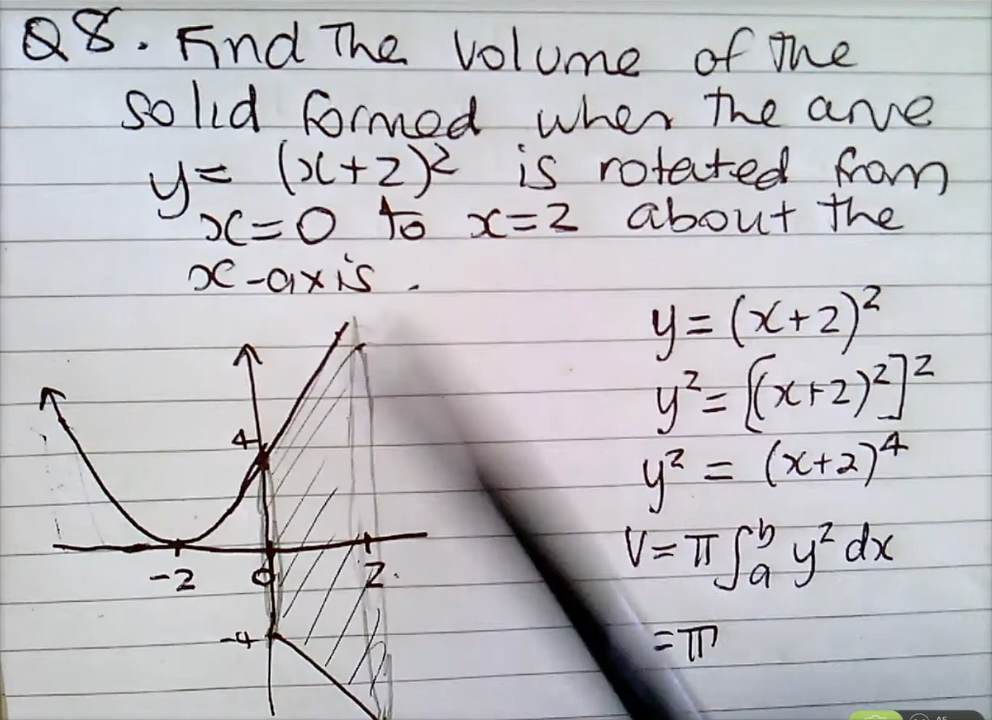 Q8. Find The Volume of the
solid formed when the curve
y = (x+2)² is rotated from
x=0 to x=2 about the
x-axis.
y = (x+2)²
y² = [(x+2)²]²
y² = (x+2)⁴
V = π∫ₐᵇ y² dx
= π
4
-2 0 2.
-4